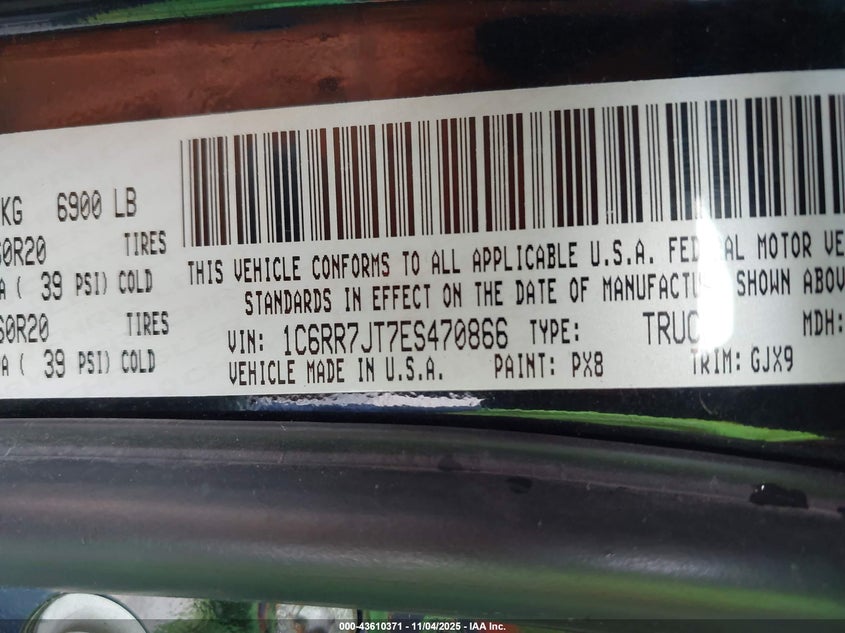 KG 6900 LB
60R20 TIRES
A ( 39 PSI) COLD
60R20 TIRES
A ( 39 PSI) COLD
THIS VEHICLE CONFORMS TO ALL APPLICABLE U.S.A. FED AL MOTOR VE
STANDARDS IN EFFECT ON THE DATE OF MANUFACTU SHOWN ABOV
VIN: 1C6RR7JT7ES470866 TYPE: TRUC MDH:
VEHICLE MADE IN U.S.A. PAINT: PX8 TRIM: GJX9
000-43610371 - 11/04/2025 - IAA Inc.